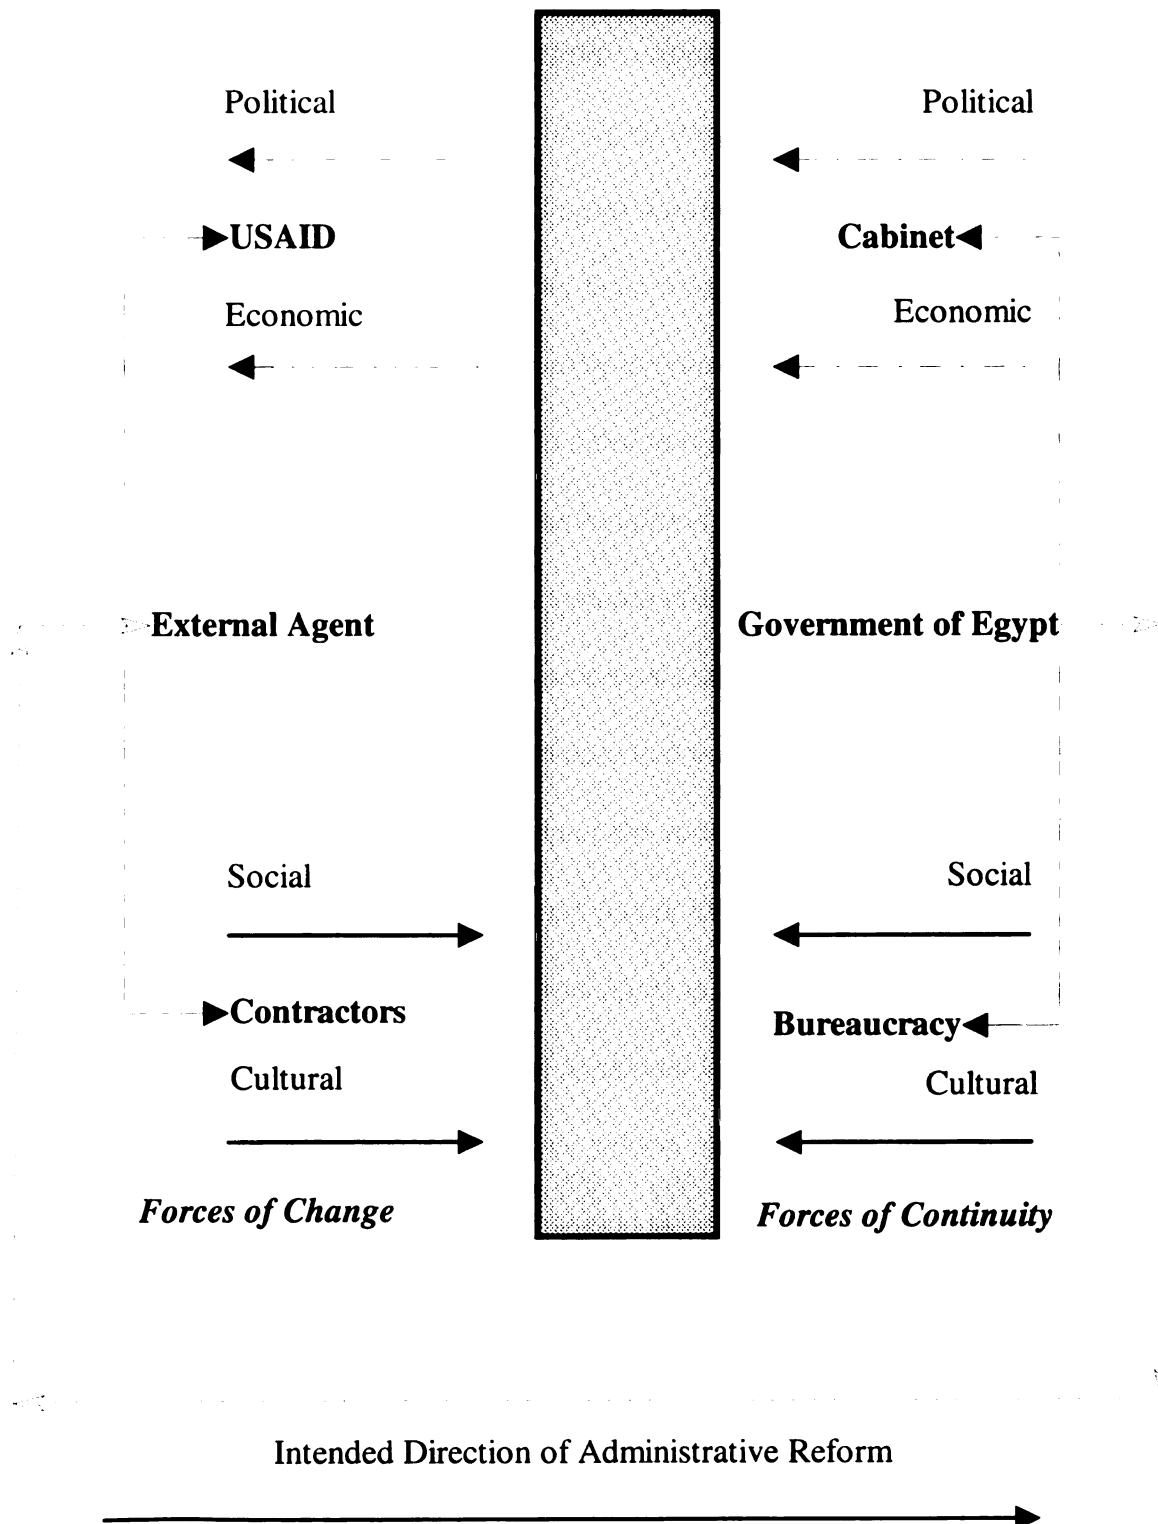 Political
Political
USAID
Cabinet
Economic
Economic
External Agent
Government of Egypt
Social
Social
Contractors
Bureaucracy
Cultural
Cultural
Forces of Change
Forces of Continuity
Intended Direction of Administrative Reform